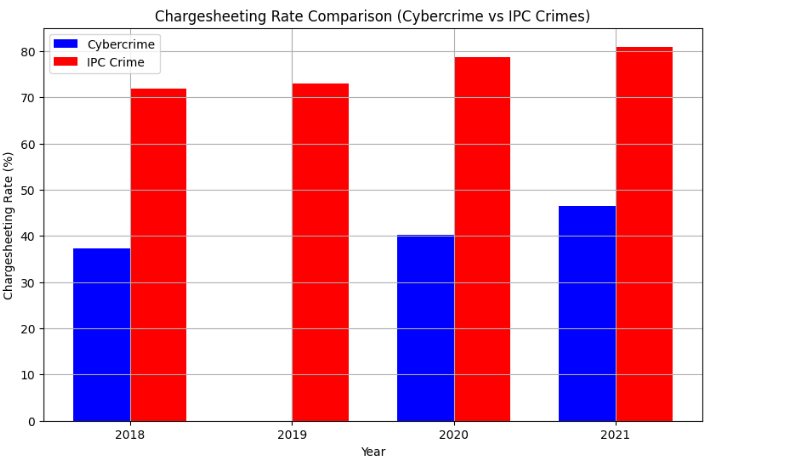 Chargesheeting Rate Comparison (Cybercrime vs IPC Crimes)
Cybercrime
IPC Crime
Chargesheeting Rate (%)
80
70
60
50
40
30
20
10
0
2018 2019 2020 2021
Year